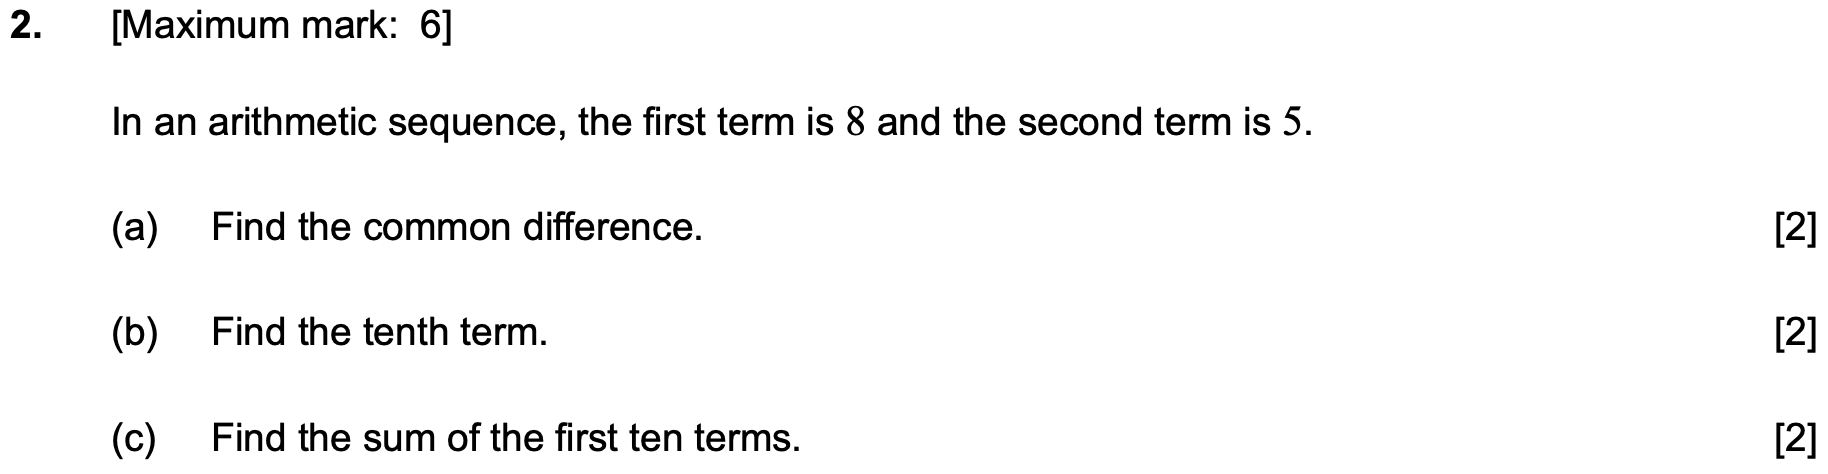 2. [Maximum mark: 6]
In an arithmetic sequence, the first term is 8 and the second term is 5.
(a) Find the common difference. [2]
(b) Find the tenth term. [2]
(c) Find the sum of the first ten terms. [2]